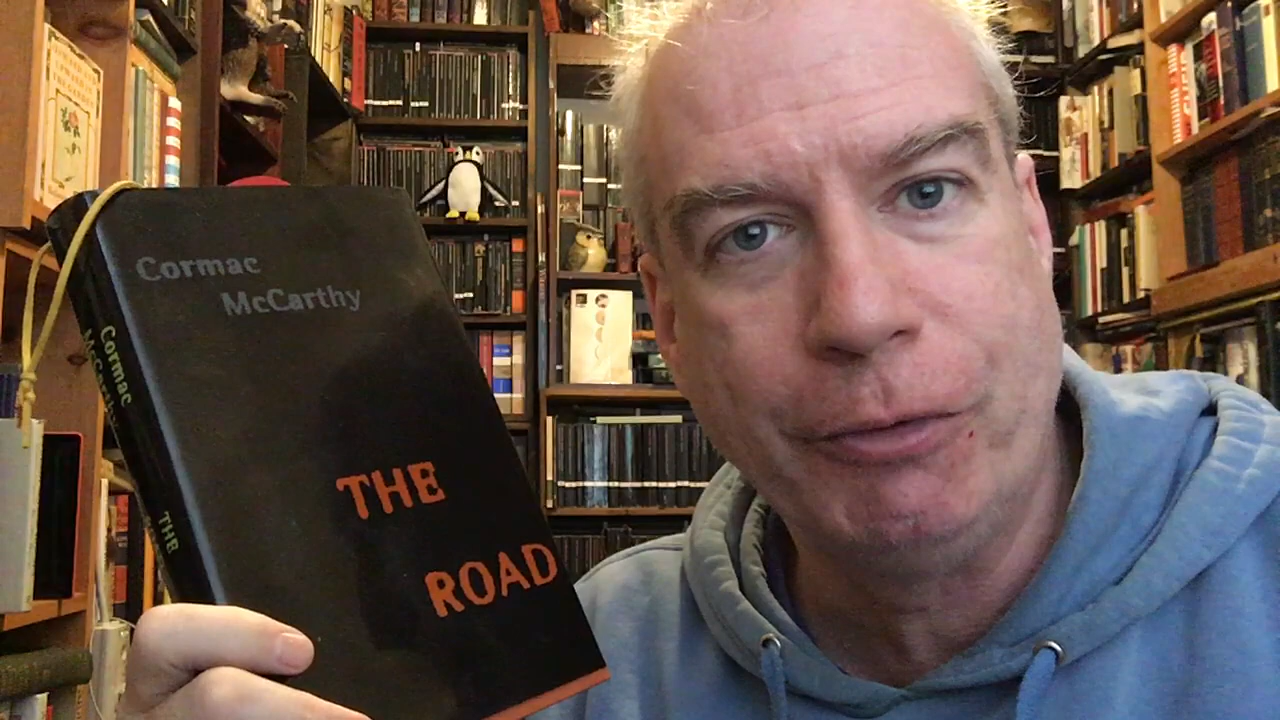 Cormac
McCarthy
THE
ROAD
Cormac
McCarthy
THE